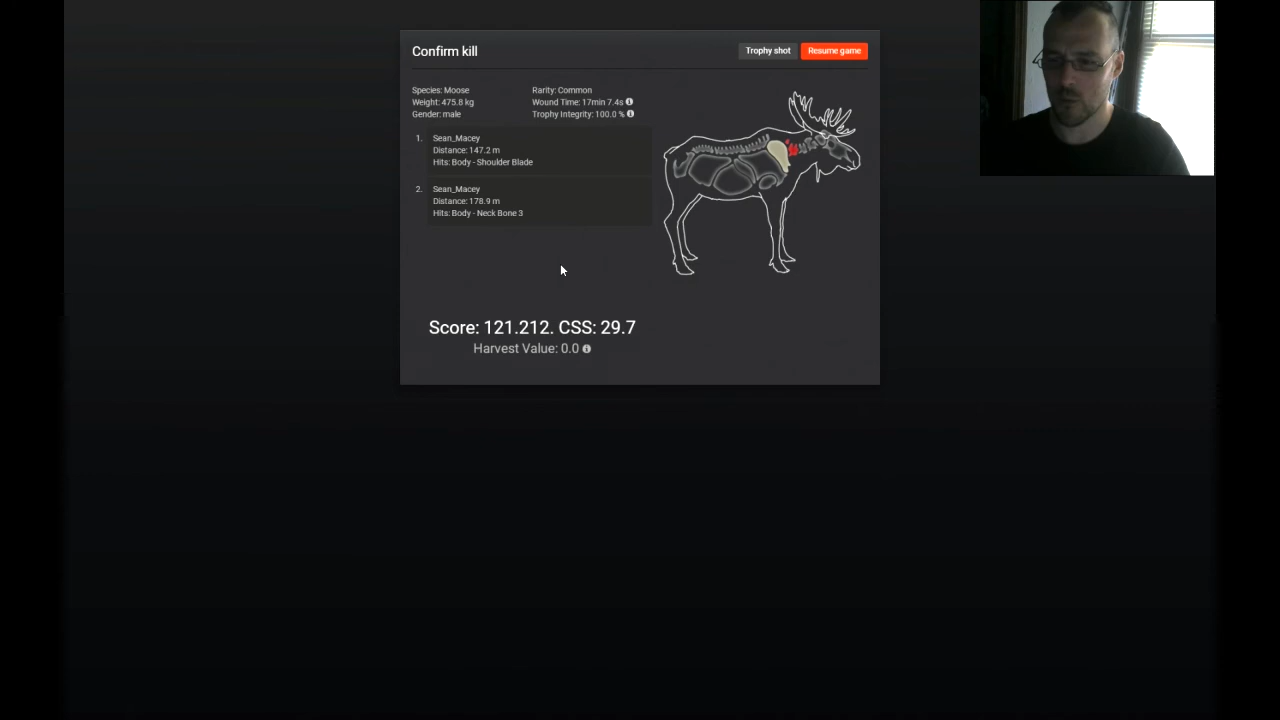 Confirm kill
Trophy shot
Resume game
Species: Moose
Rarity: Common
Weight: 475.8 kg
Wound Time: 17min 7.4s
Gender: male
Trophy Integrity: 100.0 %
1. Sean_Macey
Distance: 147.2 m
Hits: Body - Shoulder Blade
2. Sean_Macey
Distance: 178.9 m
Hits: Body - Neck Bone 3
Score: 121.212. CSS: 29.7
Harvest Value: 0.0